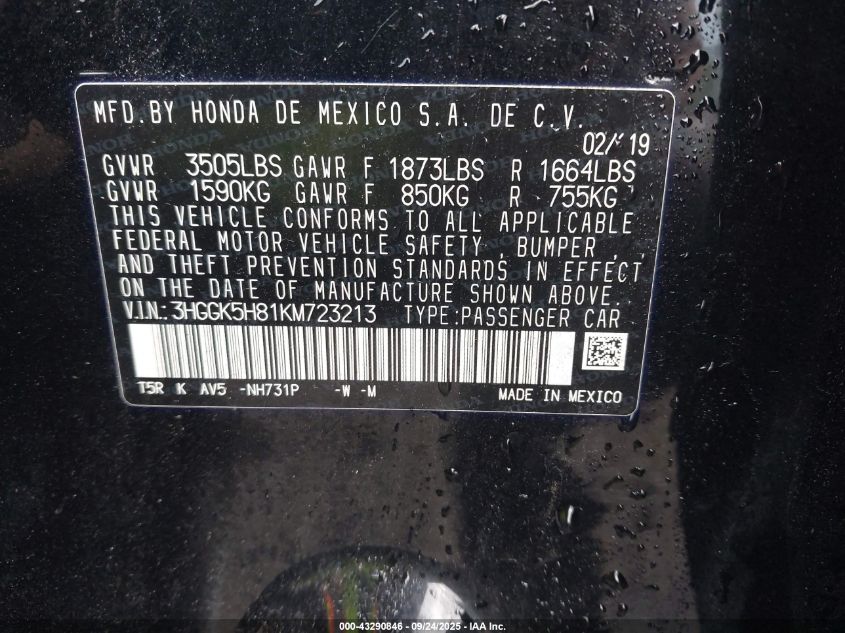 MFD.BY HONDA DE MEXICO S.A. DE C.V.
02/19
GVWR 3505LBS GAWR F 1873LBS R 1664LBS
GVWR 1590KG GAWR F 850KG R 755KG
THIS VEHICLE CONFORMS TO ALL APPLICABLE
FEDERAL MOTOR VEHICLE SAFETY, BUMPER,
AND THEFT PREVENTION STANDARDS IN EFFECT
ON THE DATE OF MANUFACTURE SHOWN ABOVE.
V.I.N.:3HGGK5H81KM723213 TYPE:PASSENGER CAR
T5R K AV5 -NH731P -W -M MADE IN MEXICO
000-43290846 - 09/24/2025 - IAA Inc.